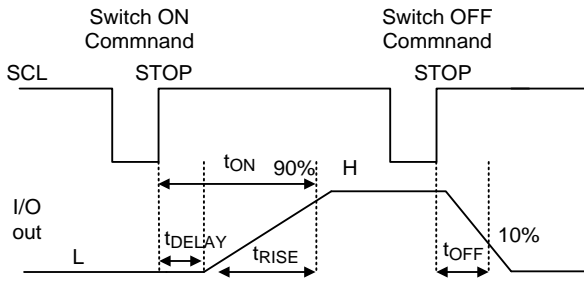 Switch ON
Commnand
Switch OFF
Commnand
SCL
STOP
STOP
tON
90%
H
I/O
out
L
tDELAY
tRISE
tOFF
10%